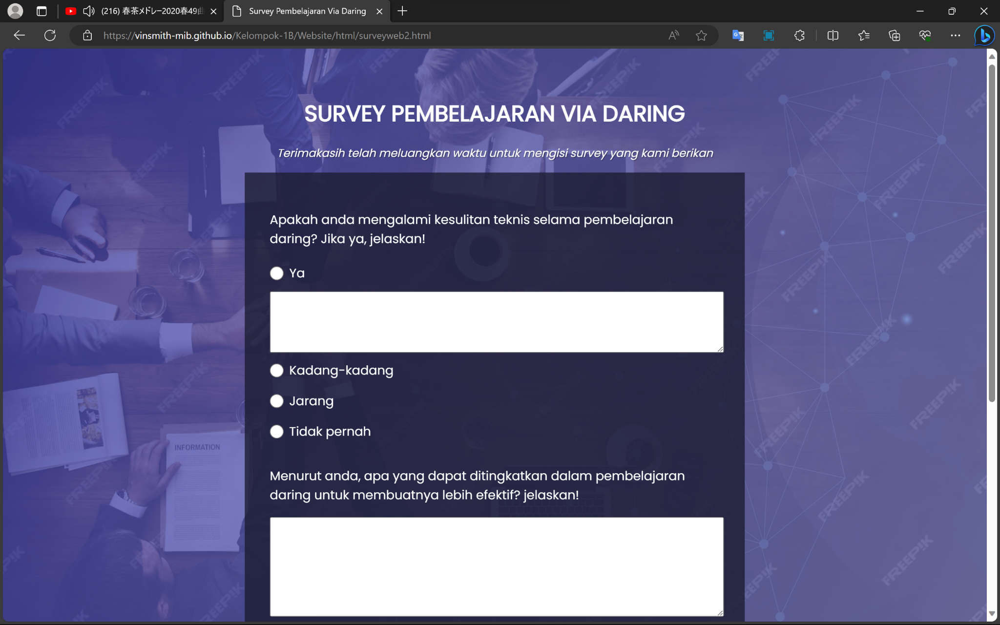 (216) 春茶メドレー2020春49曲
Survey Pembelajaran Via Daring
https://vinsmith-mib.github.io/Kelompok-1B/Website/html/surveyweb2.html
SURVEY PEMBELAJARAN VIA DARING
Terimakasih telah meluangkan waktu untuk mengisi survey yang kami berikan
Apakah anda mengalami kesulitan teknis selama pembelajaran
daring? Jika ya, jelaskan!
Ya
Kadang-kadang
Jarang
Tidak pernah
INFORMATION
Menurut anda, apa yang dapat ditingkatkan dalam pembelajaran
daring untuk membuatnya lebih efektif? jelaskan!
FREEPIK